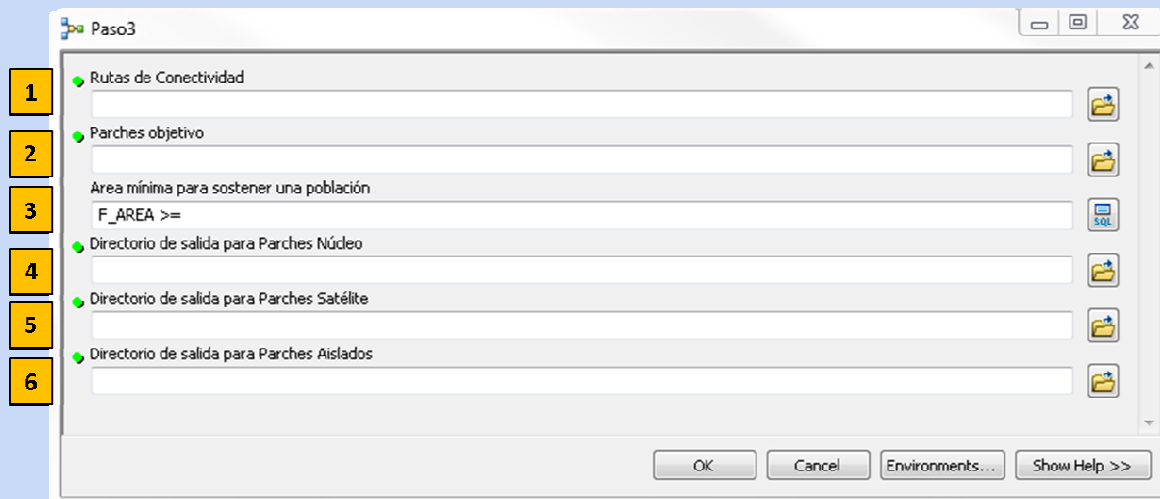 Paso3
1
Rutas de Conectividad
2
Parches objetivo
3
Area mínima para sostener una población
F_AREA >=
SQL
4
Directorio de salida para Parches Núcleo
5
Directorio de salida para Parches Satélite
6
Directorio de salida para Parches Aislados
OK
Cancel
Environments...
Show Help >>